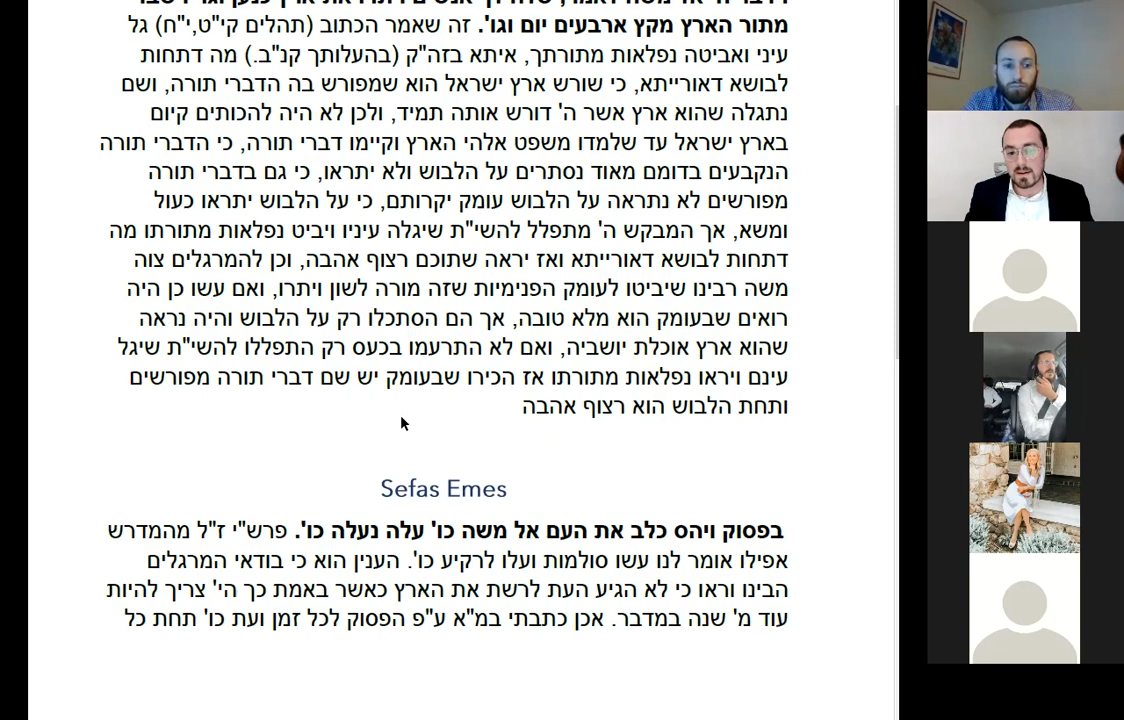 מתור הארץ מקץ ארבעים יום וגו'. זה שאמר הכתוב (תהלים קי"ט,י"ח) גל
עיני ואביטה נפלאות מתורתך, איתא בזה"ק (בהעלותך קנ"ב.) מה דתחות
לבושא דאורייתא, כי שורש ארץ ישראל הוא שמפורש בה הדברי תורה, ושם
נתגלה שהוא ארץ אשר ה' דורש אותה תמיד, ולכן לא היה להכותים קיום
בארץ ישראל עד שלמדו משפט אלהי הארץ וקיימו דברי תורה, כי הדברי תורה
הנקבעים בדומם מאוד נסתרים על הלבוש ולא יתראו, כי גם בדברי תורה
מפורשים לא נתראה על הלבוש עומק יקרותם, כי על הלבוש יתראו כעול
ומשא, אך המבקש ה' מתפלל להשי"ת שיגלה עיניו ויביט נפלאות מתורתו מה
דתחות לבושא דאורייתא ואז יראה שתוכם רצוף אהבה, וכן להמרגלים צוה
משה רבינו שיביטו לעומק הפנימיות שזה מורה לשון ויתרו, ואם עשו כן היה
רואים שבעומק הוא מלא טובה, אך הם הסתכלו רק על הלבוש והיה נראה
שהוא ארץ אוכלת יושביה, ואם לא התרעמו בכעס רק התפללו להשי"ת שיגל
עינם ויראו נפלאות מתורתו אז הכירו שבעומק יש שם דברי תורה מפורשים
ותחת הלבוש הוא רצוף אהבה
Sefas Emes
בפסוק ויהס כלב את העם אל משה כו' עלה נעלה כו'. פרש"י ז"ל מהמדרש
אפילו אומר לנו עשו סולמות ועלו לרקיע כו'. הענין הוא כי בודאי המרגלים
הבינו וראו כי לא הגיע העת לרשת את הארץ כאשר באמת כך הי' צריך להיות
עוד מ' שנה במדבר. אכן כתבתי במ"א ע"פ הפסוק לכל זמן ועת כו' תחת כל